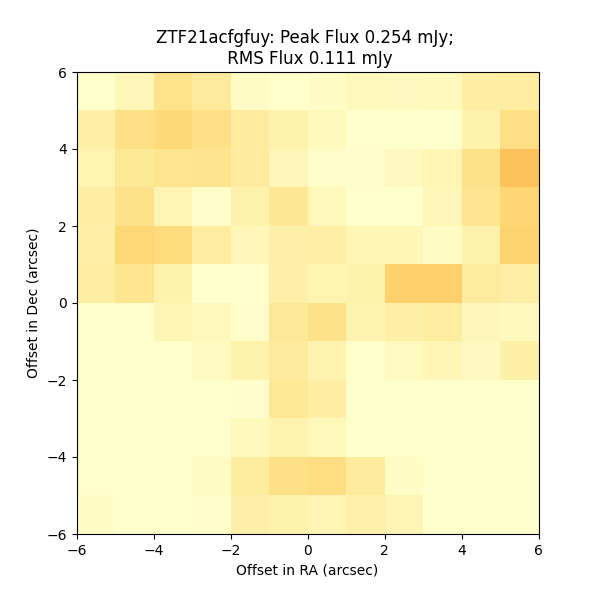 ZTF21acfgfuy: Peak Flux 0.254 mJy;
RMS Flux 0.111 mJy
6
4
2
0
−2
−4
−6
Offset in Dec (arcsec)
−6 −4 −2 0 2 4 6
Offset in RA (arcsec)